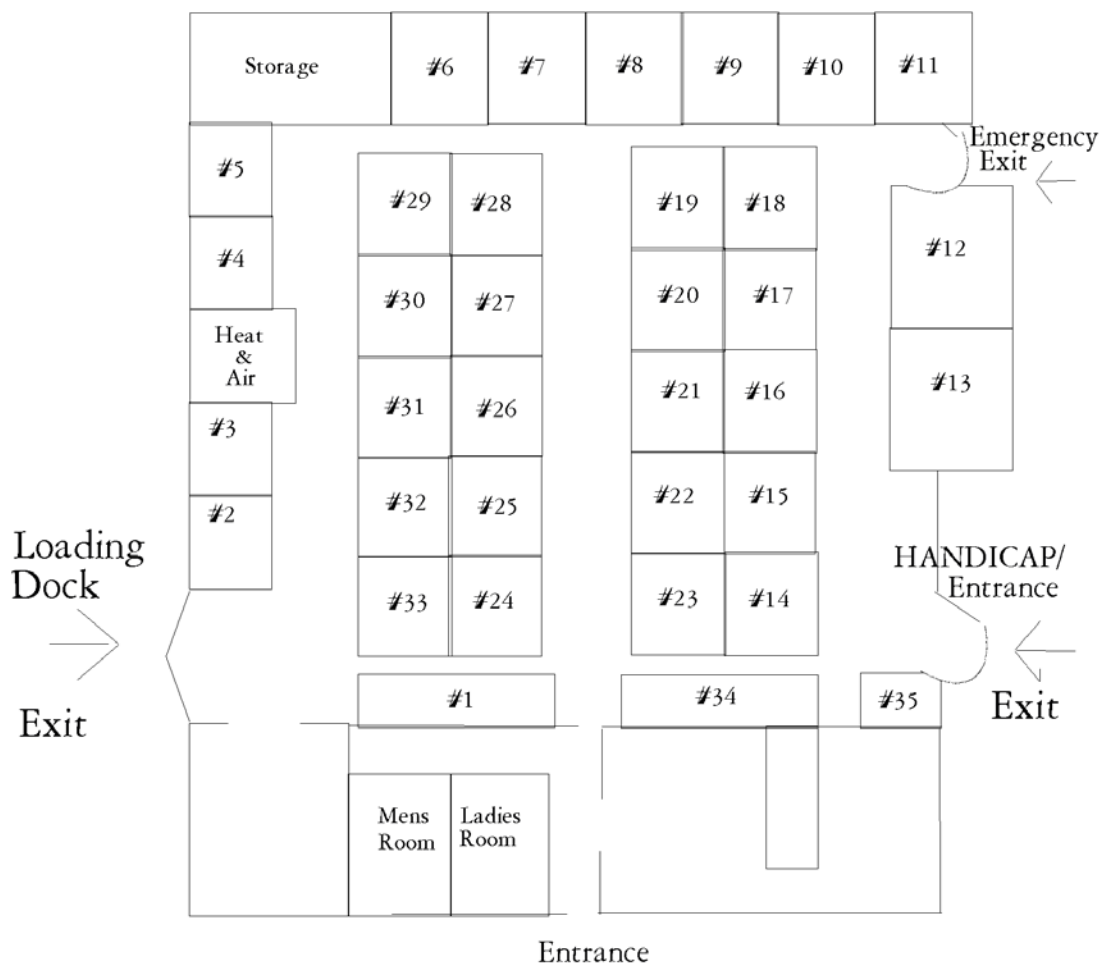 Storage
#6
#7
#8
#9
#10
#11
Emergency
Exit
#5
#29
#28
#19
#18
#4
#12
#30
#27
#20
#17
Heat
&
Air
#13
#31
#26
#21
#16
#3
#32
#25
#22
#15
#2
Loading
Dock
HANDICAP/
Entrance
#33
#24
#23
#14
Exit
#1
#34
#35
Exit
Mens
Room
Ladies
Room
Entrance